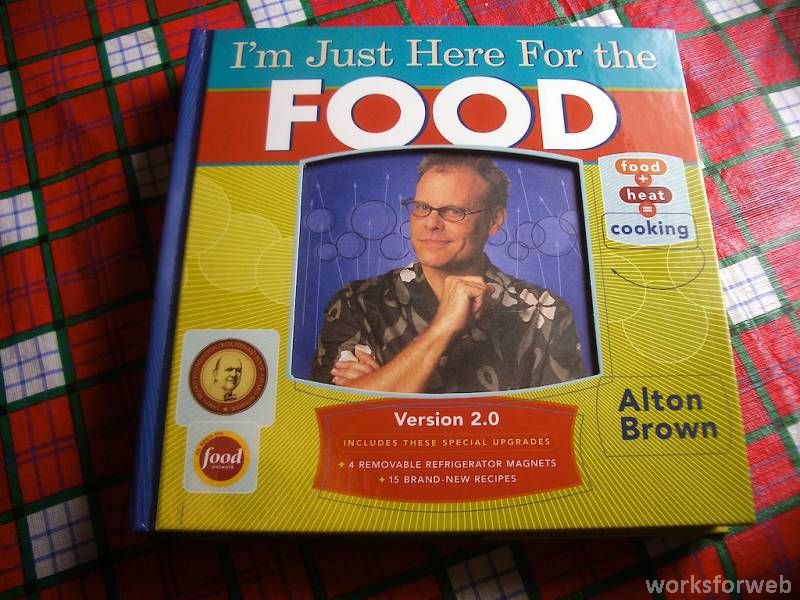 I'm Just Here For the
FOOD
food
+
heat
=
cooking
Alton
Brown
food
Version 2.0
INCLUDES THESE SPECIAL UPGRADES
+ 4 REMOVABLE REFRIGERATOR MAGNETS
+ 15 BRAND-NEW RECIPES
worksforweb